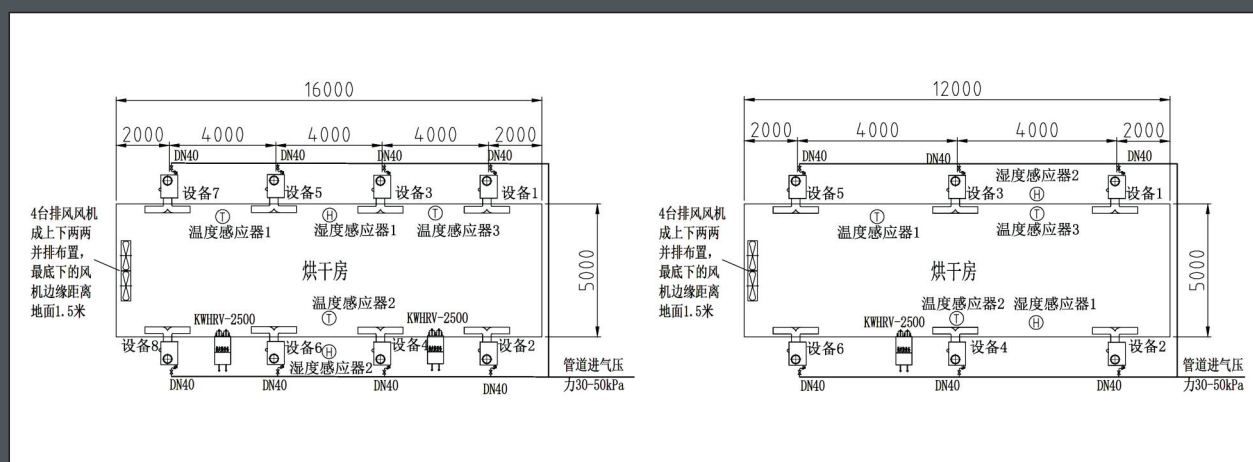 16000
2000 4000 4000 4000 2000
DN40 DN40 DN40 DN40
设备7 设备5 设备3 设备1
4台排风风机
成上下两两
并排布置，
最底下的风
机边缘距离
地面1.5米
T H T
温度感应器1 湿度感应器1 温度感应器3
烘干房
5000
温度感应器2
T
KWHRV-2500 KWHRV-2500
设备8 设备6 设备4 设备2
H
湿度感应器2
DN40 DN40 DN40 DN40
管道进气压
力30-50kPa
12000
2000 4000 4000 2000
DN40 DN40 DN40
湿度感应器2
H
设备5 设备3 设备1
4台排风风机
成上下两两
并排布置，
最底下的风
机边缘距离
地面1.5米
T T
温度感应器1 温度感应器3
烘干房
5000
温度感应器2 湿度感应器1
T H
KWHRV-2500
设备6 设备4 设备2
DN40 DN40 DN40
管道进气压
力30-50kPa